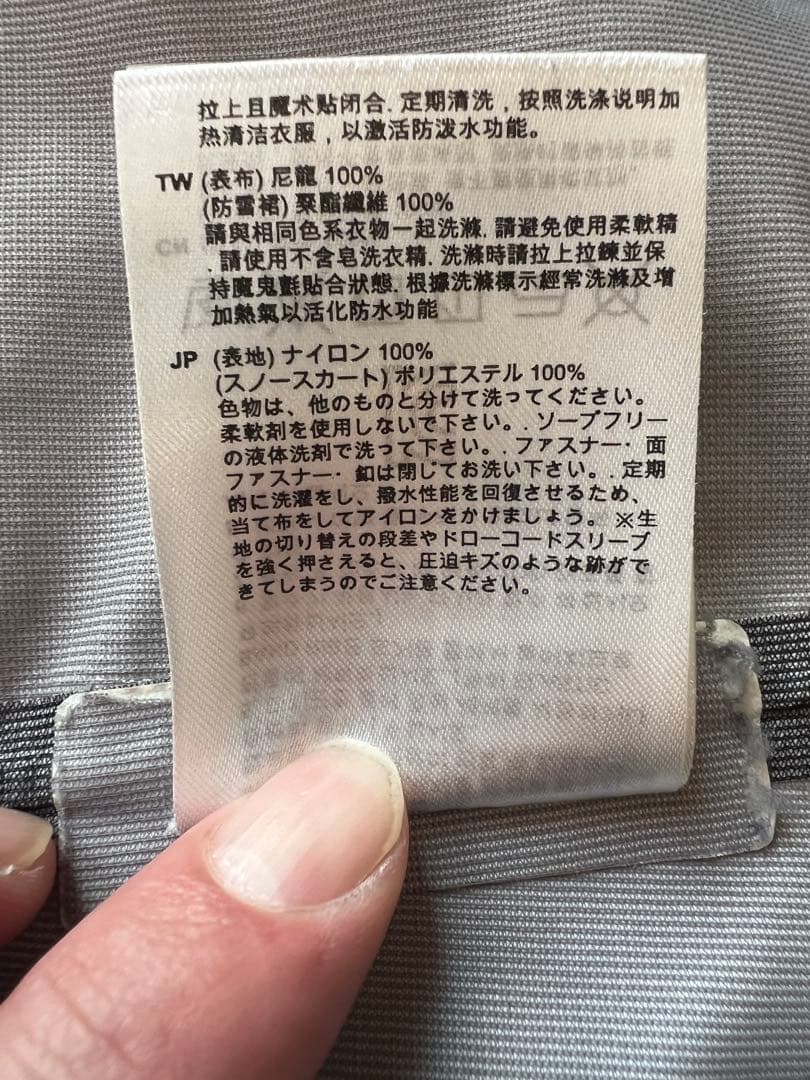 拉上且魔术贴闭合. 定期清洗，按照洗涤说明加
热清洁衣服，以激活防泼水功能。
TW (表布) 尼龍 100%
(防雪裙) 聚酯纖維 100%
請與相同色系衣物一起洗滌. 請避免使用柔軟精
. 請使用不含皂洗衣精. 洗滌時請拉上拉鍊並保
持魔鬼氈貼合狀態. 根據洗滌標示經常洗滌及增
加熱氣以活化防水功能
JP (表地) ナイロン 100%
(スノースカート) ポリエステル 100%
色物は、他のものと分けて洗ってください。
柔軟剤を使用しないで下さい。. ソープフリー
の液体洗剤で洗って下さい。. ファスナー・ 面
ファスナー・ 釦は閉じてお洗い下さい。. 定期
的に洗濯をし、撥水性能を回復させるため、
当て布をしてアイロンをかけましょう。 ※生
地の切り替えの段差やドローコードスリーブ
を強く押さえると、圧迫キズのような跡がで
きてしまうのでご注意ください。